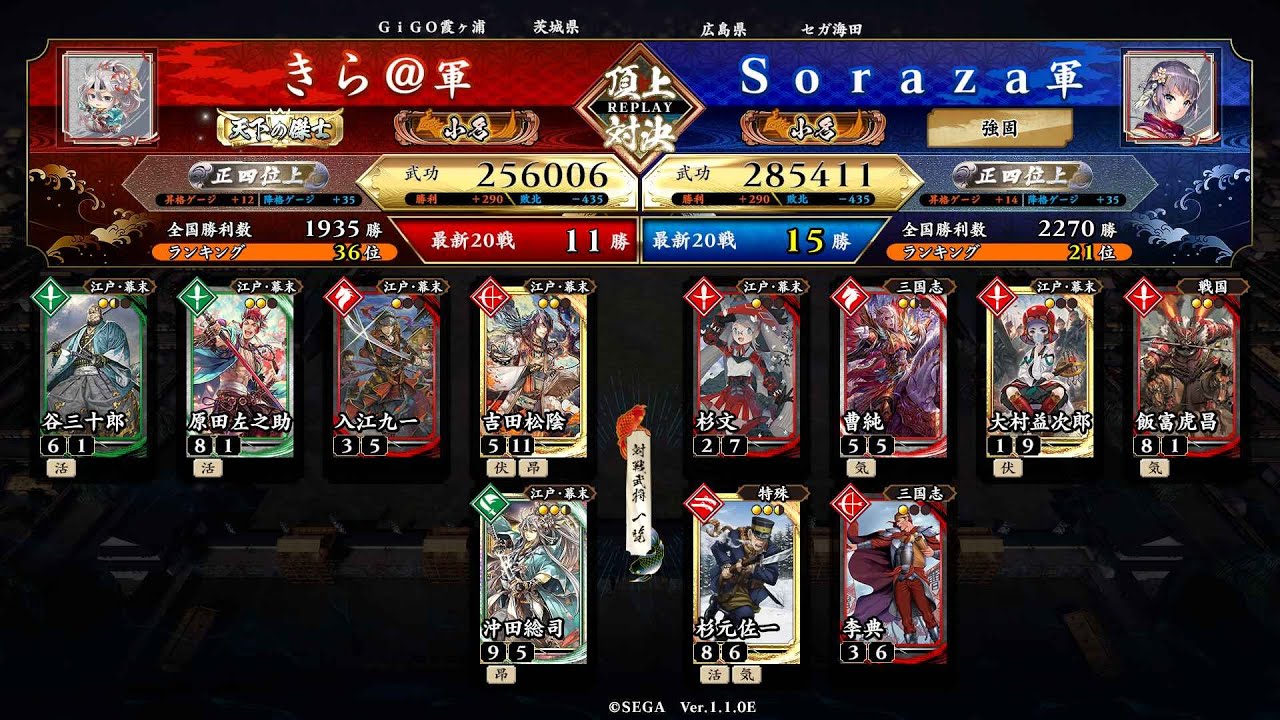 GiGO霞ヶ浦 茨城県
広島県 セガ海田
きら@軍
頂上
REPLAY
対決
Soraza軍
天下の傑士
小名
小名
強固
正四位上
武功 256006
武功 285411
正四位上
昇格ゲージ +12 降格ゲージ +35
勝利 +290 敗北 -435
勝利 +290 敗北 -435
昇格ゲージ +14 降格ゲージ +35
全国勝利数 1935 勝
ランキング 36位
最新20戦 11勝
最新20戦 15勝
全国勝利数 2270 勝
ランキング 21位
江戸・幕末
江戸・幕末
江戸・幕末
江戸・幕末
江戸・幕末
三国志
江戸・幕末
戦国
谷三十郎
原田左之助
入江九一
吉田松陰
杉文
曹純
大村益次郎
飯富虎昌
6 1
8 1
3 5
5 11
2 7
5 5
1 9
8 1
活
活
伏 昂
気
伏
気
対戦武将一覧
江戸・幕末
特殊
三国志
沖田総司
杉元佐一
李典
9 5
8 6
3 6
昂
活 気
©SEGA Ver.1.1.0E